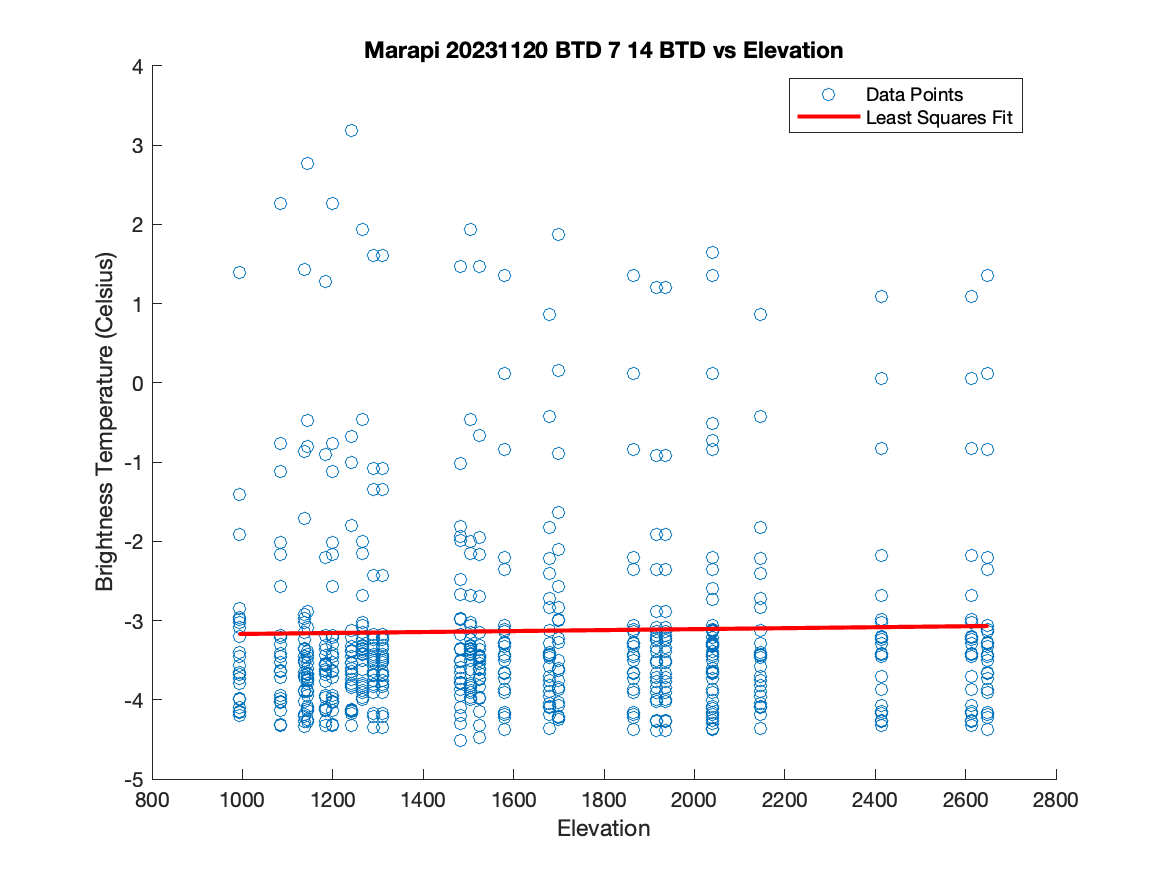 Marapi 20231120 BTD 7 14 BTD vs Elevation
Data Points
Least Squares Fit
Brightness Temperature (Celsius)
4
3
2
1
0
-1
-2
-3
-4
-5
800 1000 1200 1400 1600 1800 2000 2200 2400 2600 2800
Elevation